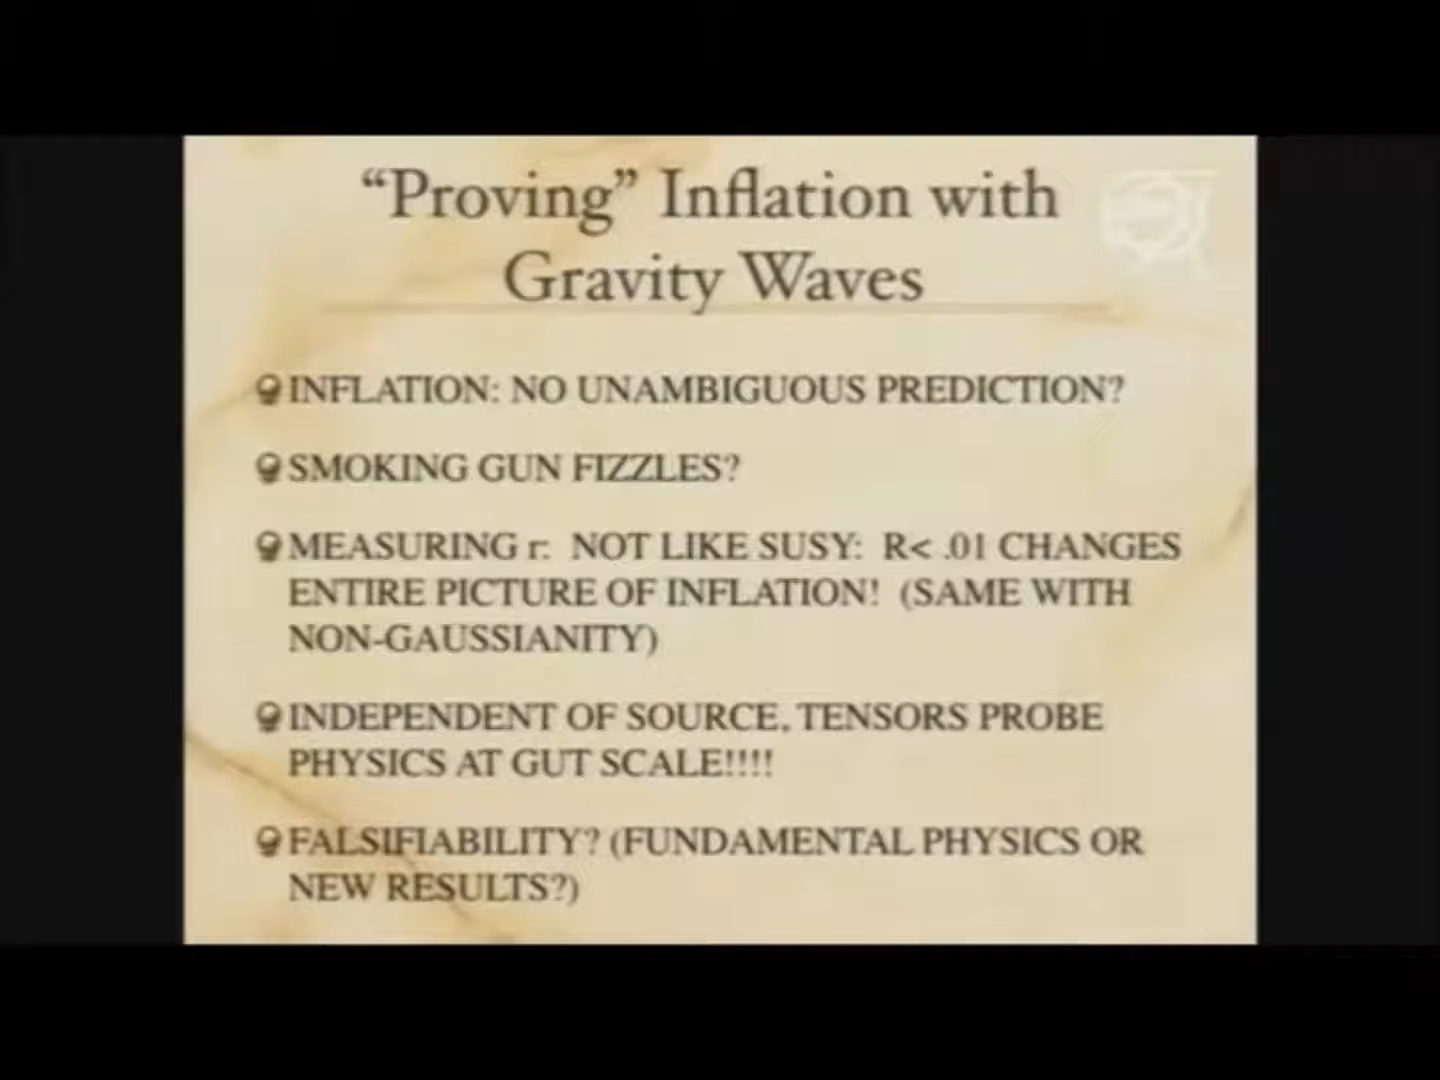 “Proving” Inflation with
Gravity Waves
INFLATION: NO UNAMBIGUOUS PREDICTION?
SMOKING GUN FIZZLES?
MEASURING r:  NOT LIKE SUSY:  R< .01 CHANGES
ENTIRE PICTURE OF INFLATION!  (SAME WITH
NON-GAUSSIANITY)
INDEPENDENT OF SOURCE, TENSORS PROBE
PHYSICS AT GUT SCALE!!!!
FALSIFIABILITY? (FUNDAMENTAL PHYSICS OR
NEW RESULTS?)